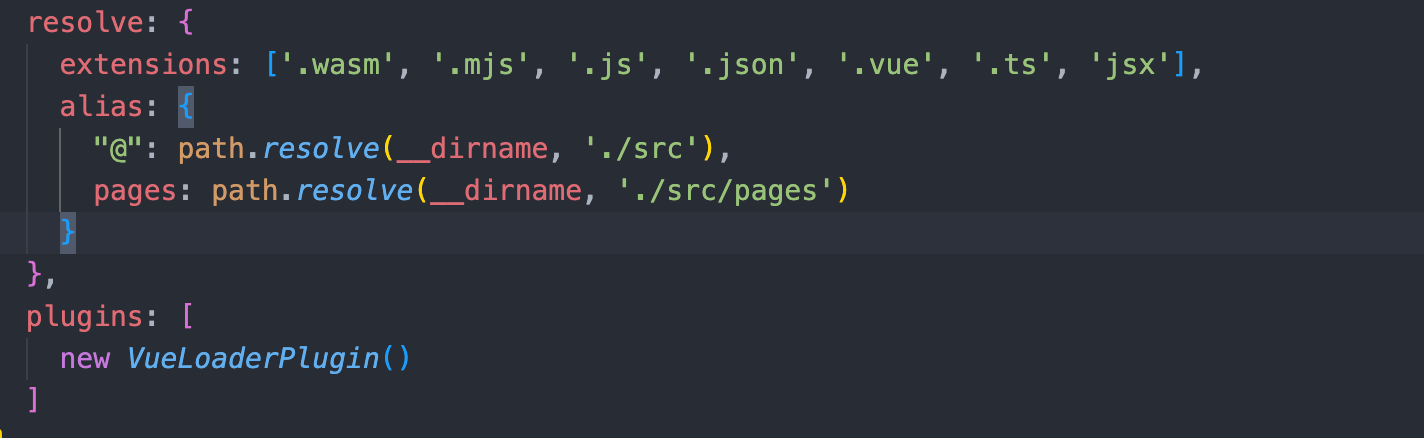 resolve: {
  extensions: ['.wasm', '.mjs', '.js', '.json', '.vue', '.ts', 'jsx'],
  alias: {
    "@": path.resolve(__dirname, './src'),
    pages: path.resolve(__dirname, './src/pages')
  }
},
plugins: [
  new VueLoaderPlugin()
]